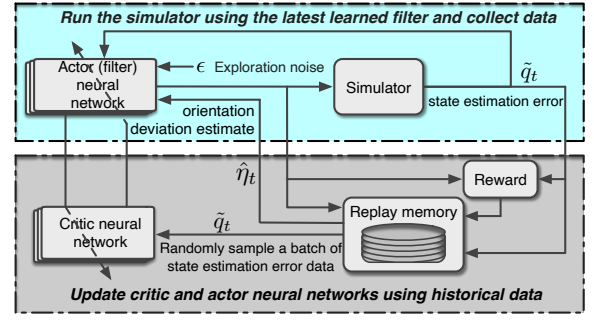 Run the simulator using the latest learned filter and collect data
Actor (filter)
neural
network
ϵ Exploration noise
Simulator
q̃ₜ
state estimation error
orientation
deviation estimate
η̂ₜ
Reward
Replay memory
Critic neural
network
q̃ₜ
Randomly sample a batch of
state estimation error data
Update critic and actor neural networks using historical data